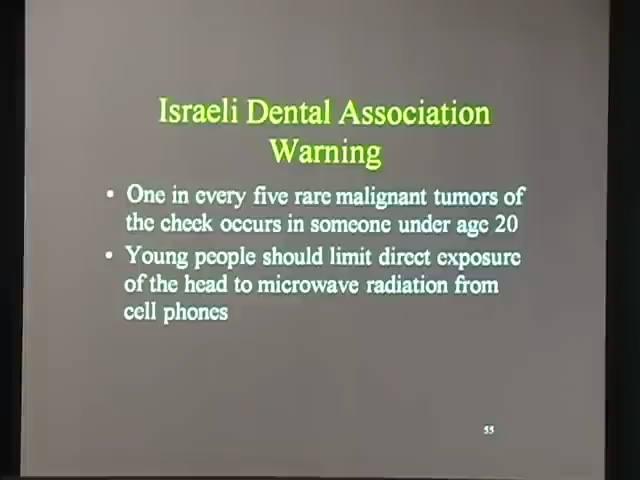 Israeli Dental Association
Warning
• One in every five rare malignant tumors of
the check occurs in someone under age 20
• Young people should limit direct exposure
of the head to microwave radiation from
cell phones
55